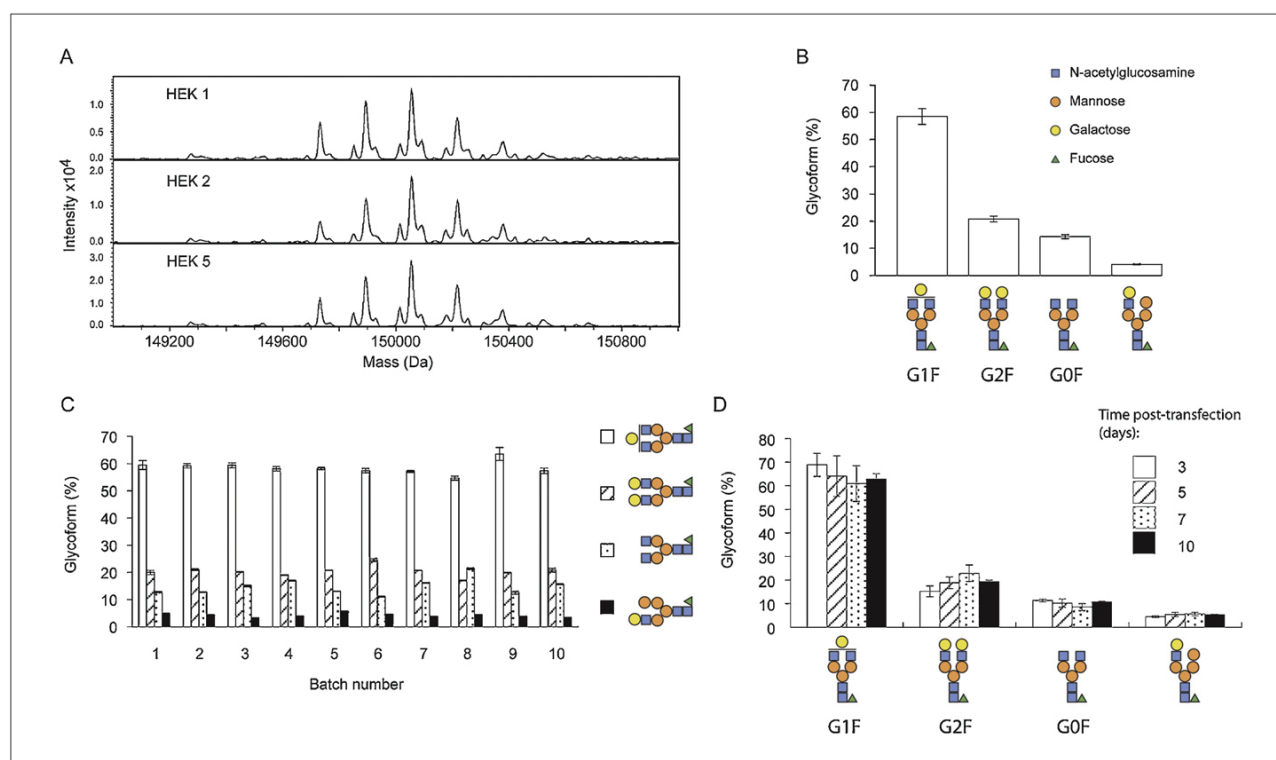 A
HEK 1
1.0
0.5
0.0
HEK 2
2.0
1.0
0.0
HEK 5
3.0
2.0
1.0
0.0
Intensity x10⁴
149200 149600 150000 150400 150800
Mass (Da)
B
70
60
50
40
30
20
10
0
Glycoform (%)
N-acetylglucosamine
Mannose
Galactose
Fucose
G1F G2F G0F
C
70
60
50
40
30
20
10
0
Glycoform (%)
1 2 3 4 5 6 7 8 9 10
Batch number
D
80
70
60
50
40
30
20
10
0
Glycoform (%)
Time post-transfection
(days):
3
5
7
10
G1F G2F G0F